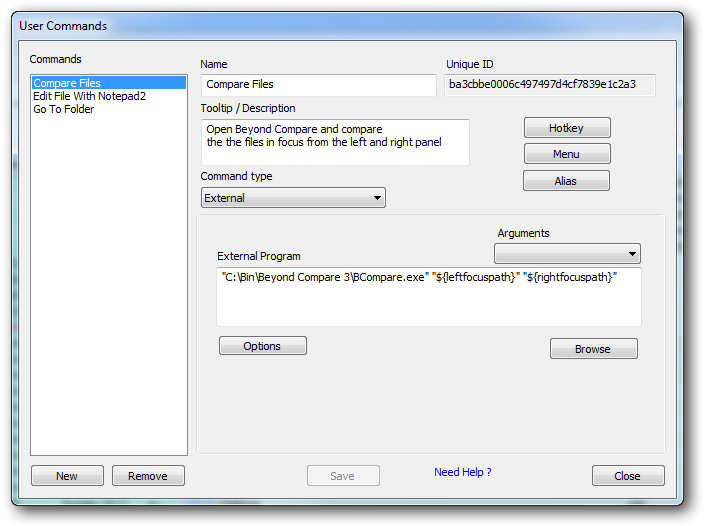 User Commands
Commands
Compare Files
Edit File With Notepad2
Go To Folder
Name
Compare Files
Unique ID
ba3cbbe0006c497497d4cf7839e1c2a3
Tooltip / Description
Open Beyond Compare and compare
the the files in focus from the left and right panel
Hotkey
Menu
Alias
Command type
External
Arguments
External Program
"C:\Bin\Beyond Compare 3\BCompare.exe" "${leftfocuspath}" "${rightfocuspath}"
Options
Browse
New
Remove
Save
Need Help ?
Close